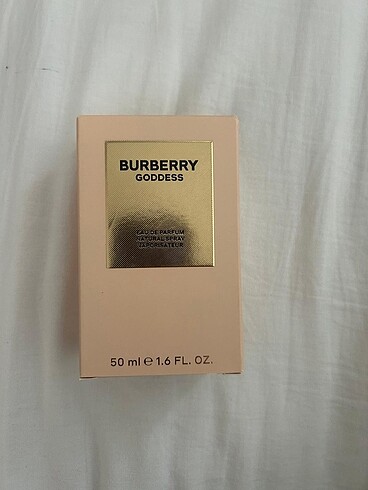 BURBERRY
GODDESS
EAU DE PARFUM
NATURAL SPRAY
VAPORISATEUR
50 ml ℮ 1.6 FL. OZ.